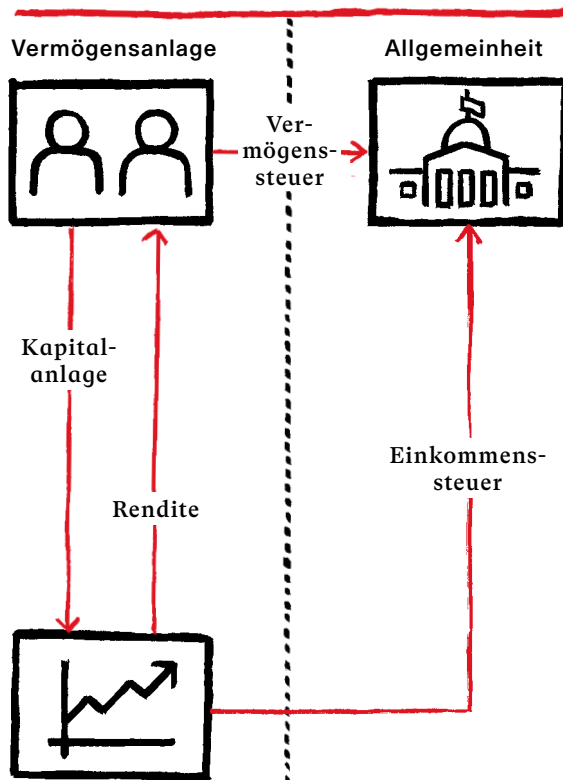 Vermögensanlage
Allgemeinheit
Ver-
mögens-
steuer
Kapital-
anlage
Rendite
Einkommens-
steuer